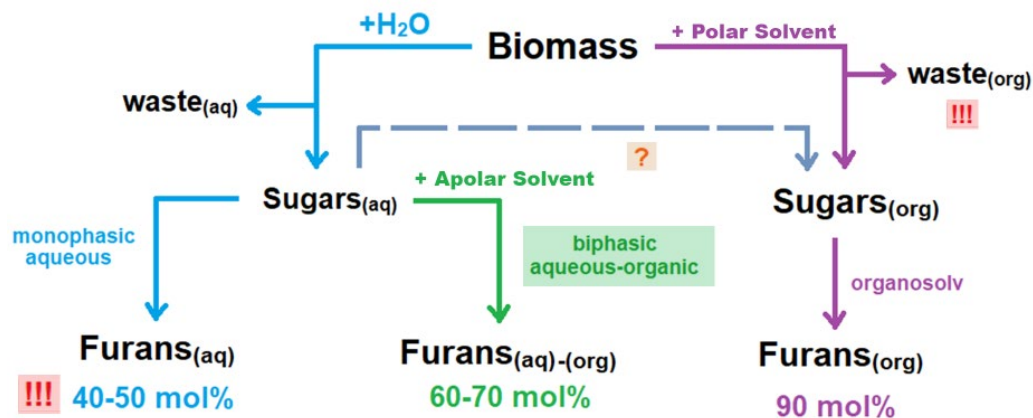 +H₂O
Biomass
+ Polar Solvent
waste(aq)
waste(org)
!!!
?
Sugars(aq)
+ Apolar Solvent
Sugars(org)
monophasic
aqueous
biphasic
aqueous-organic
organosolv
Furans(aq)
Furans(aq)-(org)
Furans(org)
!!! 40-50 mol%
60-70 mol%
90 mol%